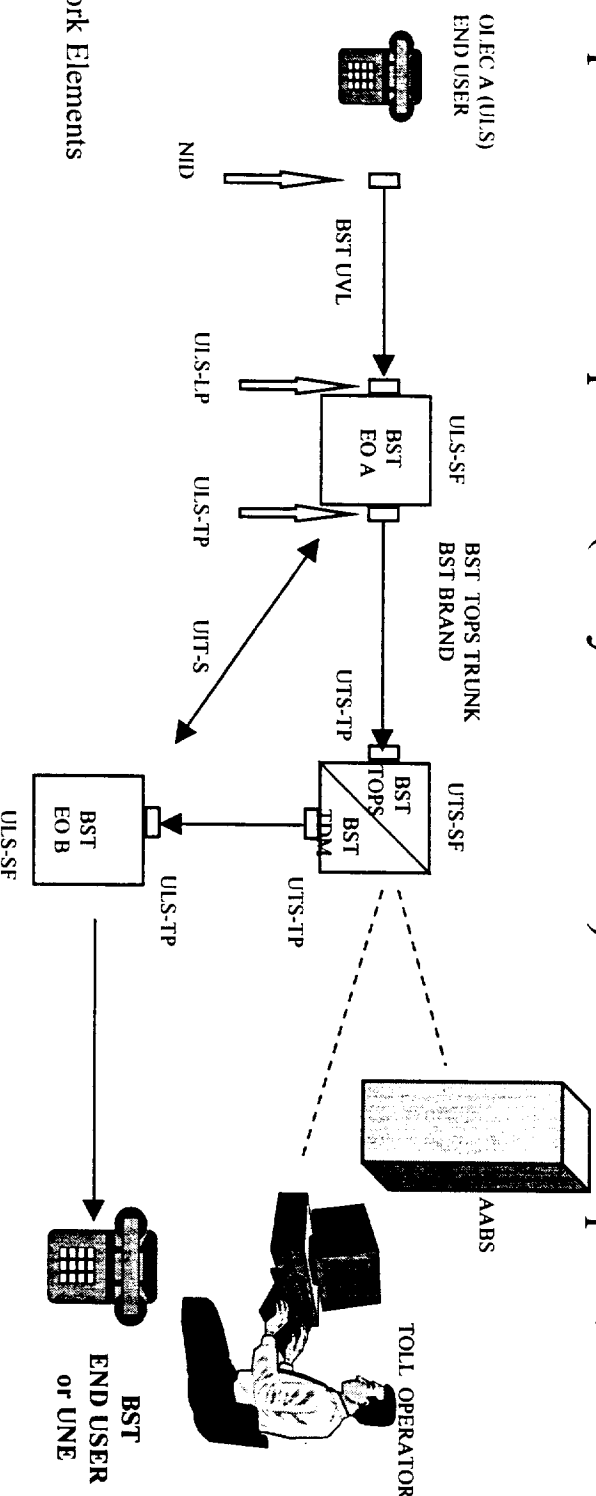 OLEC A (ULS)
END USER
NID
BST UVL
ULS-LP
ULS-SF
BST
EO A
ULS-TP
BST TOPS TRUNK
BST BRAND
UIT-S
UTS-TP
UTS-SF
BST
TOPS
BST
TDM
UTS-TP
ULS-TP
BST
EO B
ULS-SF
AABS
TOLL OPERATOR
BST
END USER
or UNE
Elements